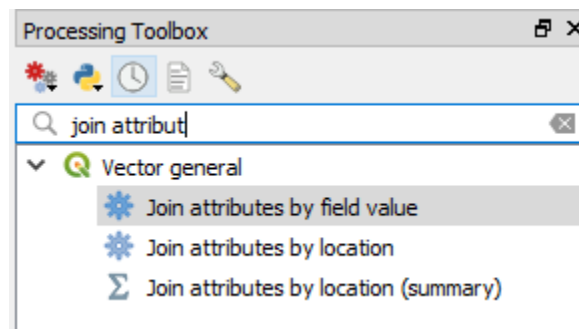 Processing Toolbox
join attribut
Vector general
Join attributes by field value
Join attributes by location
Join attributes by location (summary)